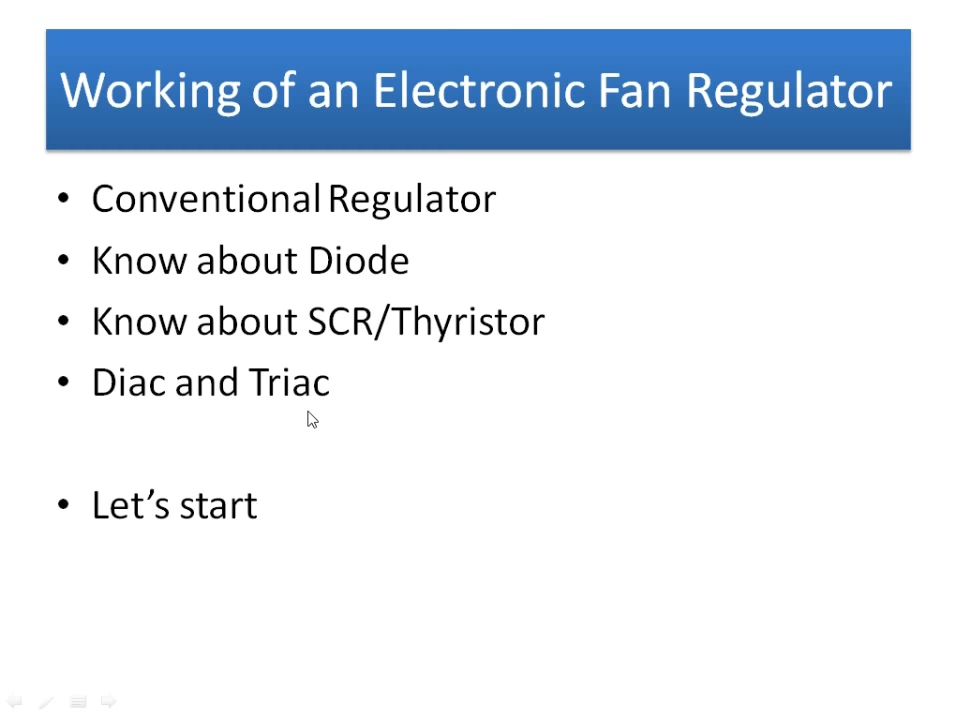 Working of an Electronic Fan Regulator
• Conventional Regulator
• Know about Diode
• Know about SCR/Thyristor
• Diac and Triac
• Let’s start